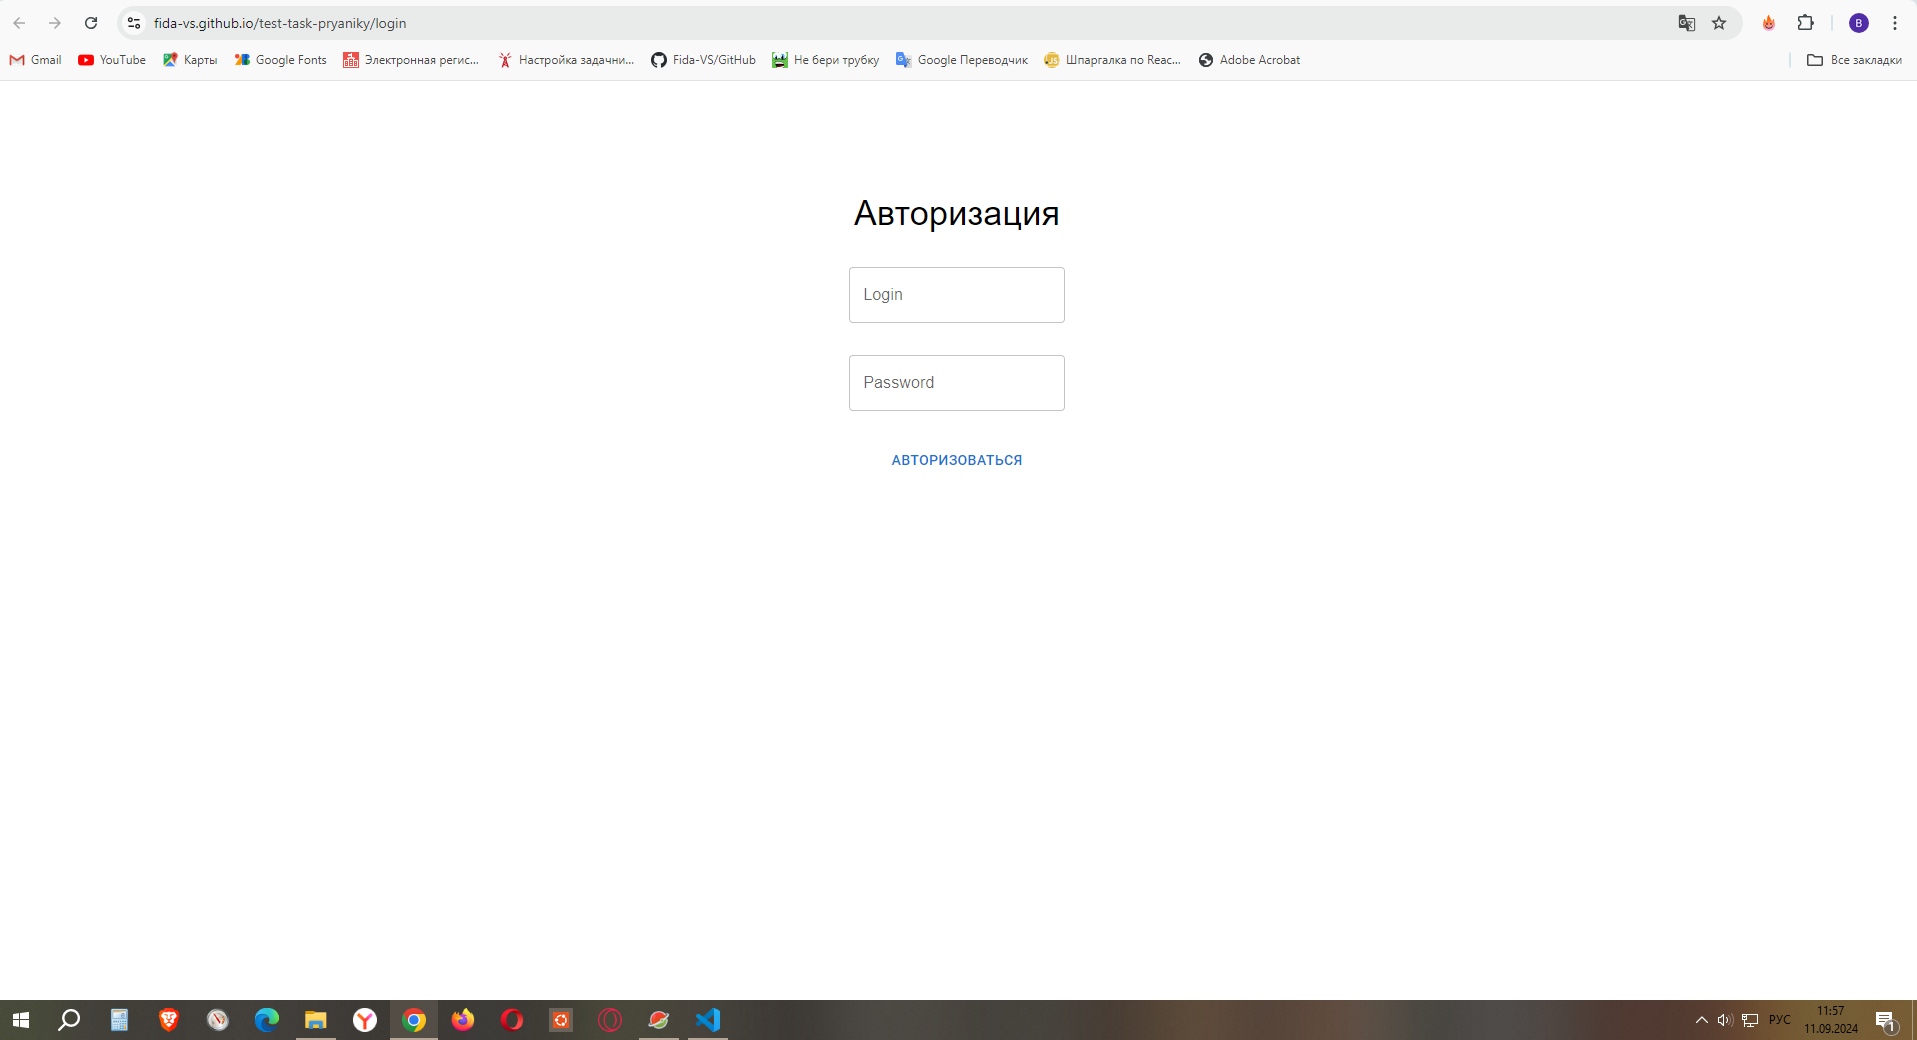 fida-vs.github.io/test-task-pryaniky/login
B
Gmail
YouTube
Карты
Google Fonts
Электронная регис...
Настройка задачни...
Fida-VS/GitHub
Не бери трубку
Google Переводчик
Шпаргалка по Reac...
Adobe Acrobat
Все закладки
Авторизация
Login
Password
АВТОРИЗОВАТЬСЯ
РУС
11:57
11.09.2024
1